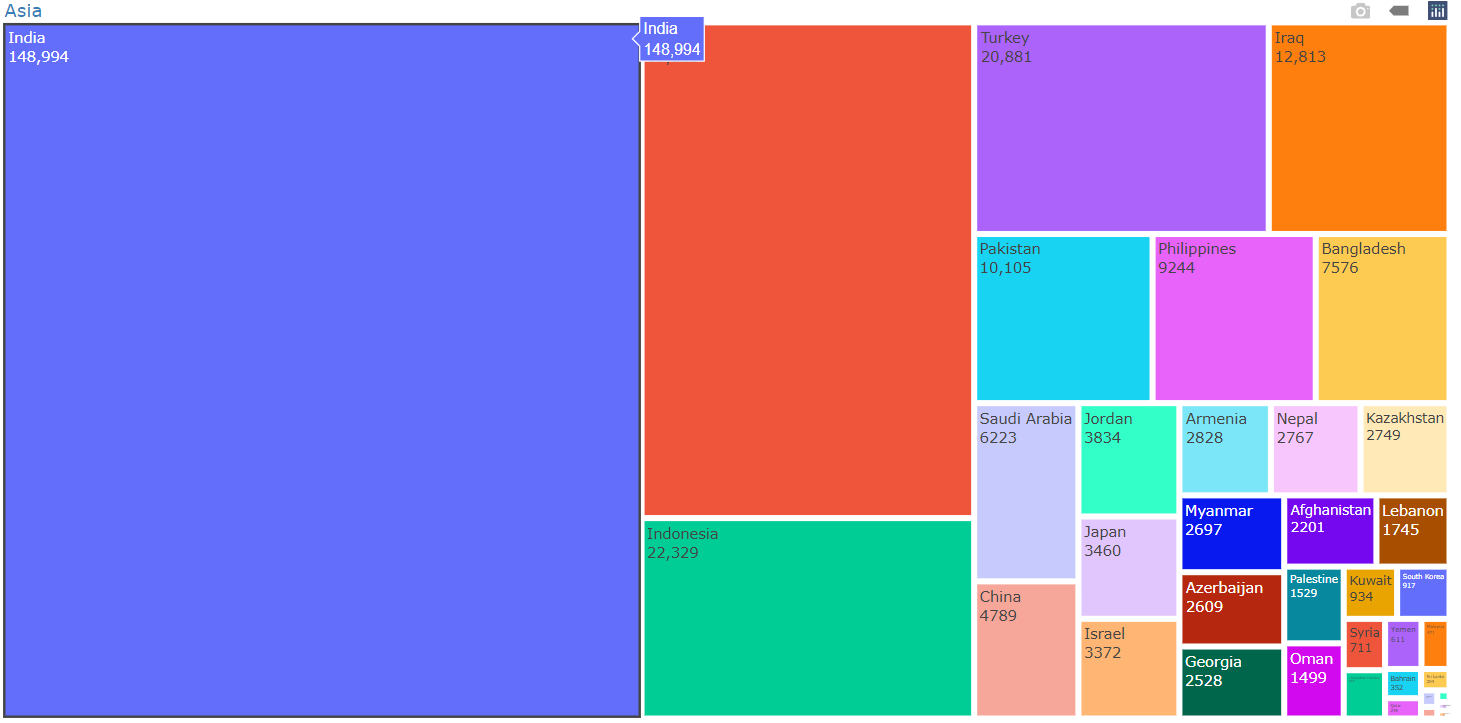 Asia
India
148,994
India
148,994
Turkey
20,881
Iraq
12,813
Pakistan
10,105
Philippines
9244
Bangladesh
7576
Saudi Arabia
6223
Jordan
3834
Armenia
2828
Nepal
2767
Kazakhstan
2749
Myanmar
2697
Afghanistan
2201
Lebanon
1745
Indonesia
22,329
Japan
3460
China
4789
Azerbaijan
2609
Palestine
1529
Kuwait
934
South Korea
917
Israel
3372
Georgia
2528
Oman
1499
Syria
711
Yemen
611
Bahrain
352
Sri Lanka